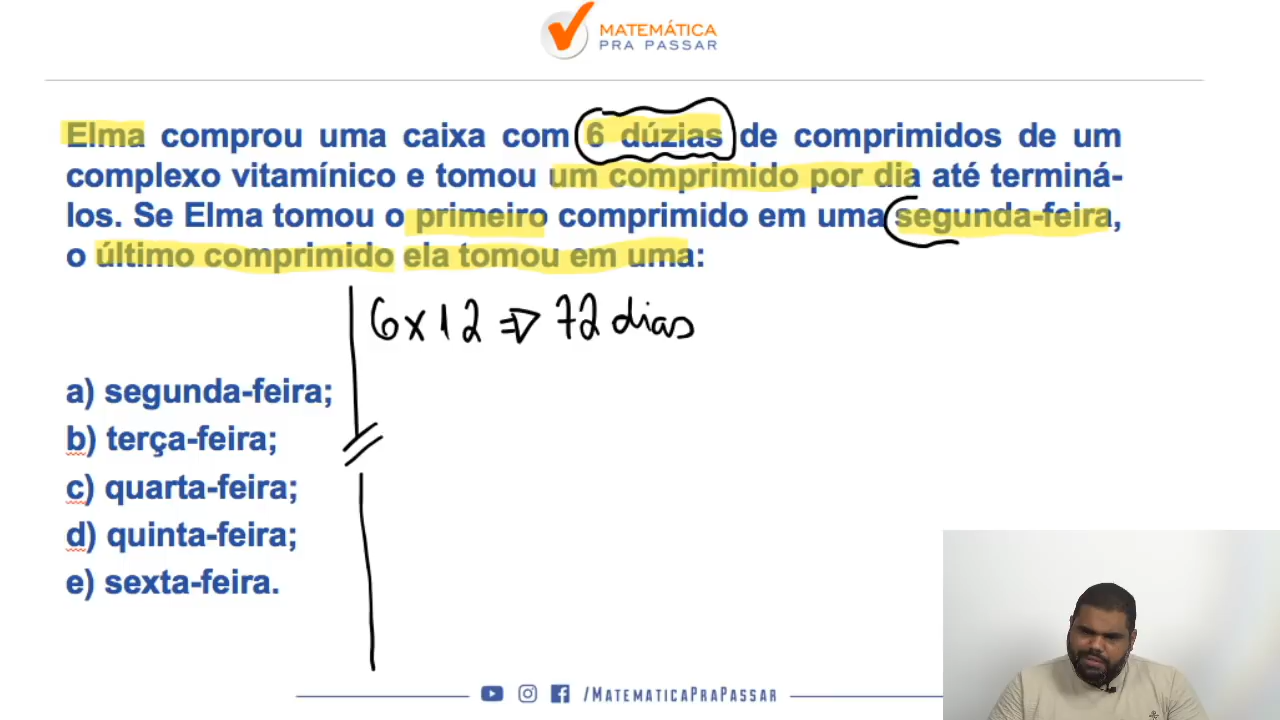 MATEMÁTICA
PRA PASSAR
Elma comprou uma caixa com 6 dúzias de comprimidos de um
complexo vitamínico e tomou um comprimido por dia até terminá-
los. Se Elma tomou o primeiro comprimido em uma segunda-feira,
o último comprimido ela tomou em uma:
6 x 12 ⇒ 72 dias
a) segunda-feira;
b) terça-feira;
c) quarta-feira;
d) quinta-feira;
e) sexta-feira.
/MATEMATICAPRAPASSAR